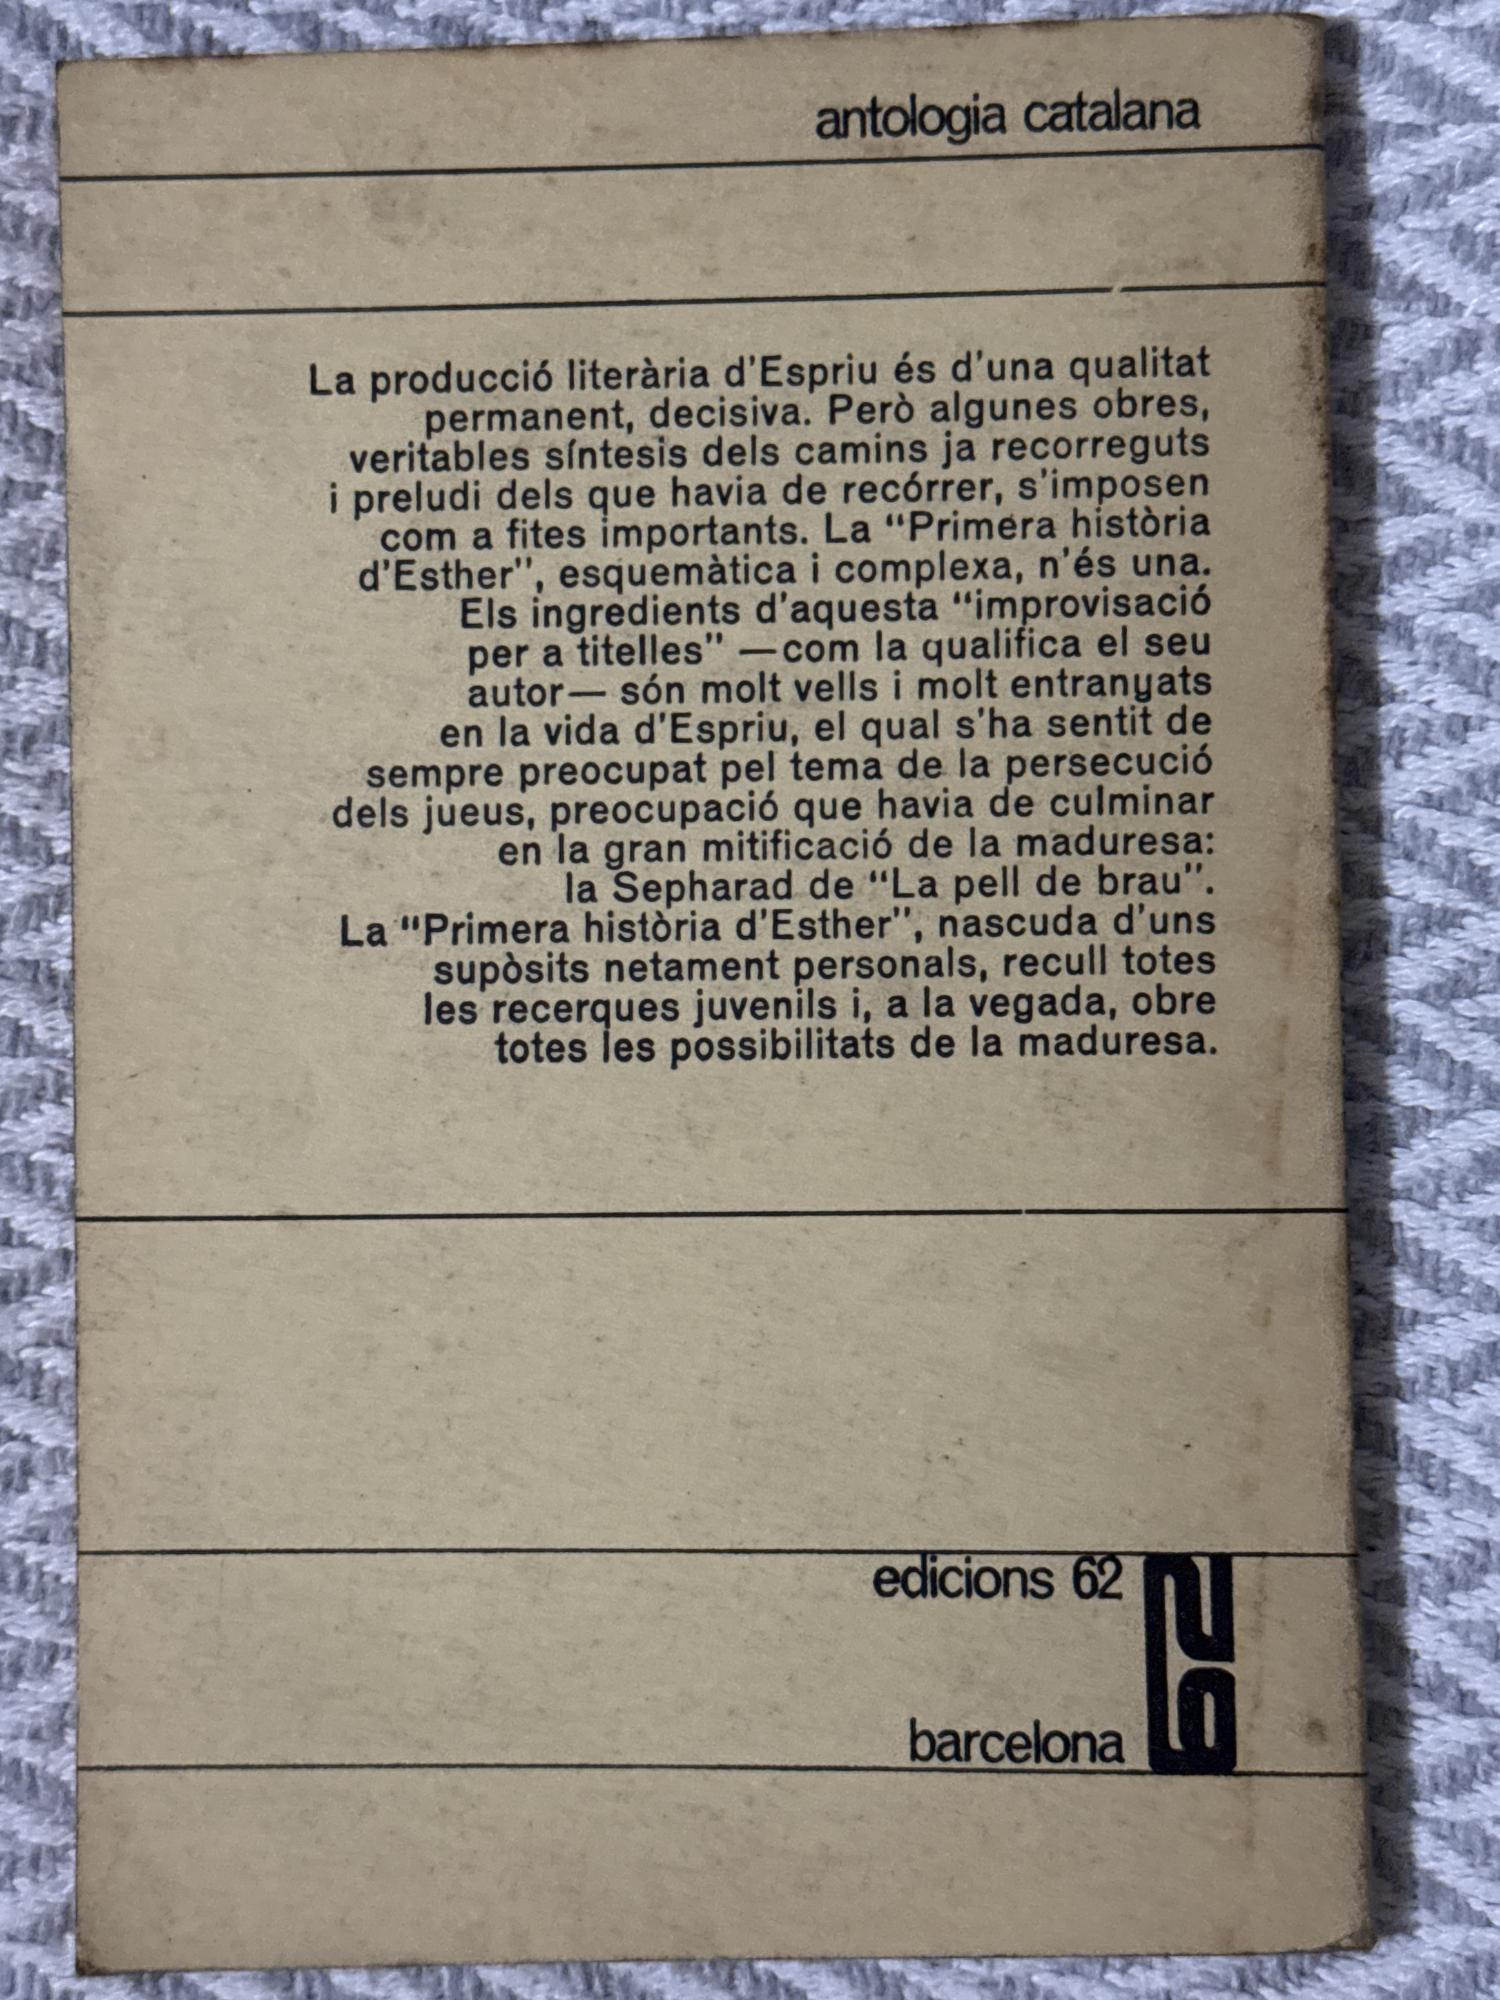 antologia catalana
La producció literària d'Espriu és d'una qualitat
permanent, decisiva. Però algunes obres,
veritables síntesis dels camins ja recorreguts
i preludi dels que havia de recórrer, s'imposen
com a fites importants. La "Primera història
d'Esther", esquemàtica i complexa, n'és una.
Els ingredients d'aquesta "improvisació
per a titelles" —com la qualifica el seu
autor— són molt vells i molt entranyats
en la vida d'Espriu, el qual s'ha sentit de
sempre preocupat pel tema de la persecució
dels jueus, preocupació que havia de culminar
en la gran mitificació de la maduresa:
la Sepharad de "La pell de brau".
La "Primera història d'Esther", nascuda d'uns
supòsits netament personals, recull totes
les recerques juvenils i, a la vegada, obre
totes les possibilitats de la maduresa.
edicions 62
62
barcelona